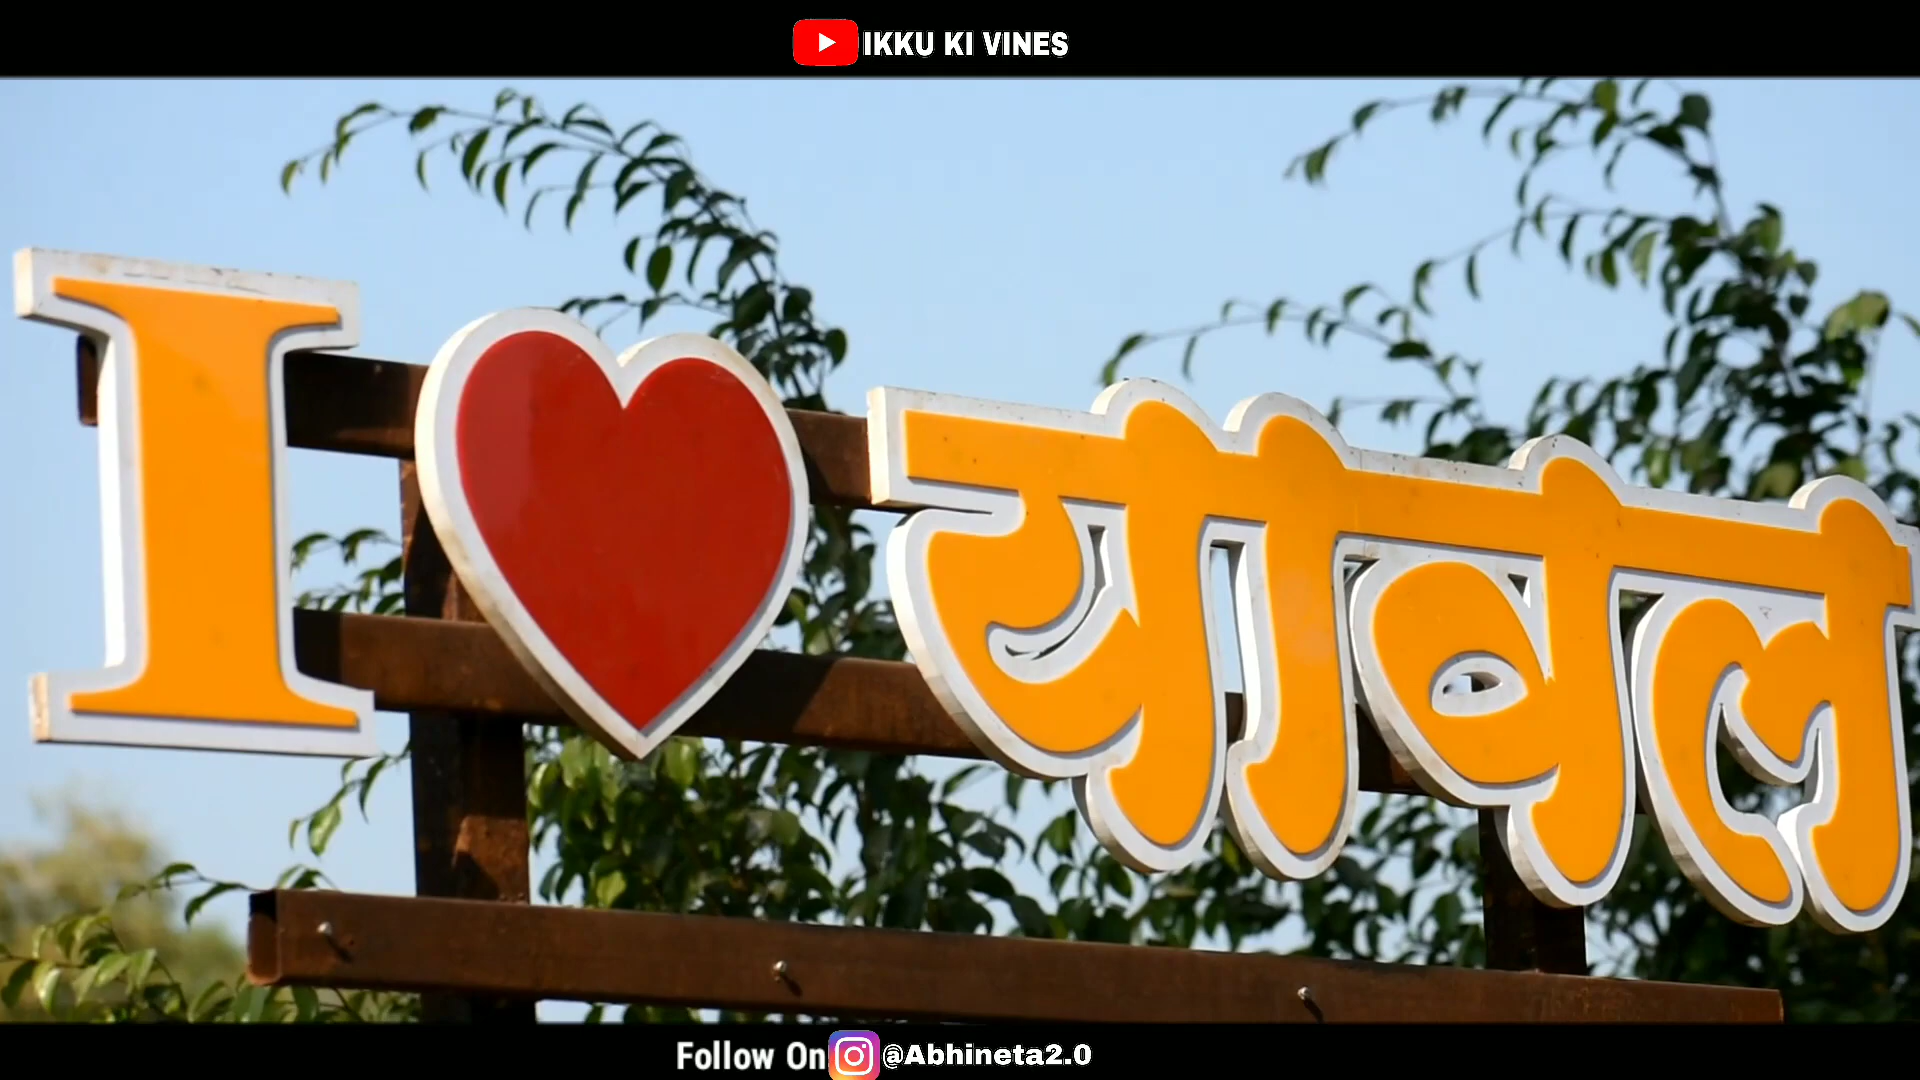 IKKU KI VINES
I ❤ यावल
Follow On @Abhineta2.0